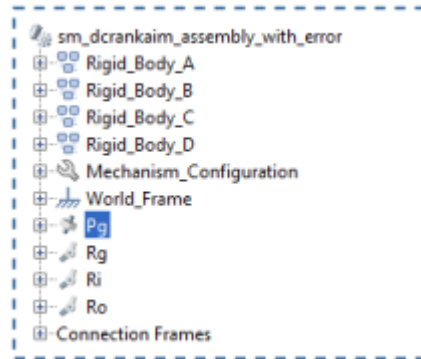 sm_dcrankaim_assembly_with_error
Rigid_Body_A
Rigid_Body_B
Rigid_Body_C
Rigid_Body_D
Mechanism_Configuration
World_Frame
Pg
Rg
Ri
Ro
Connection Frames